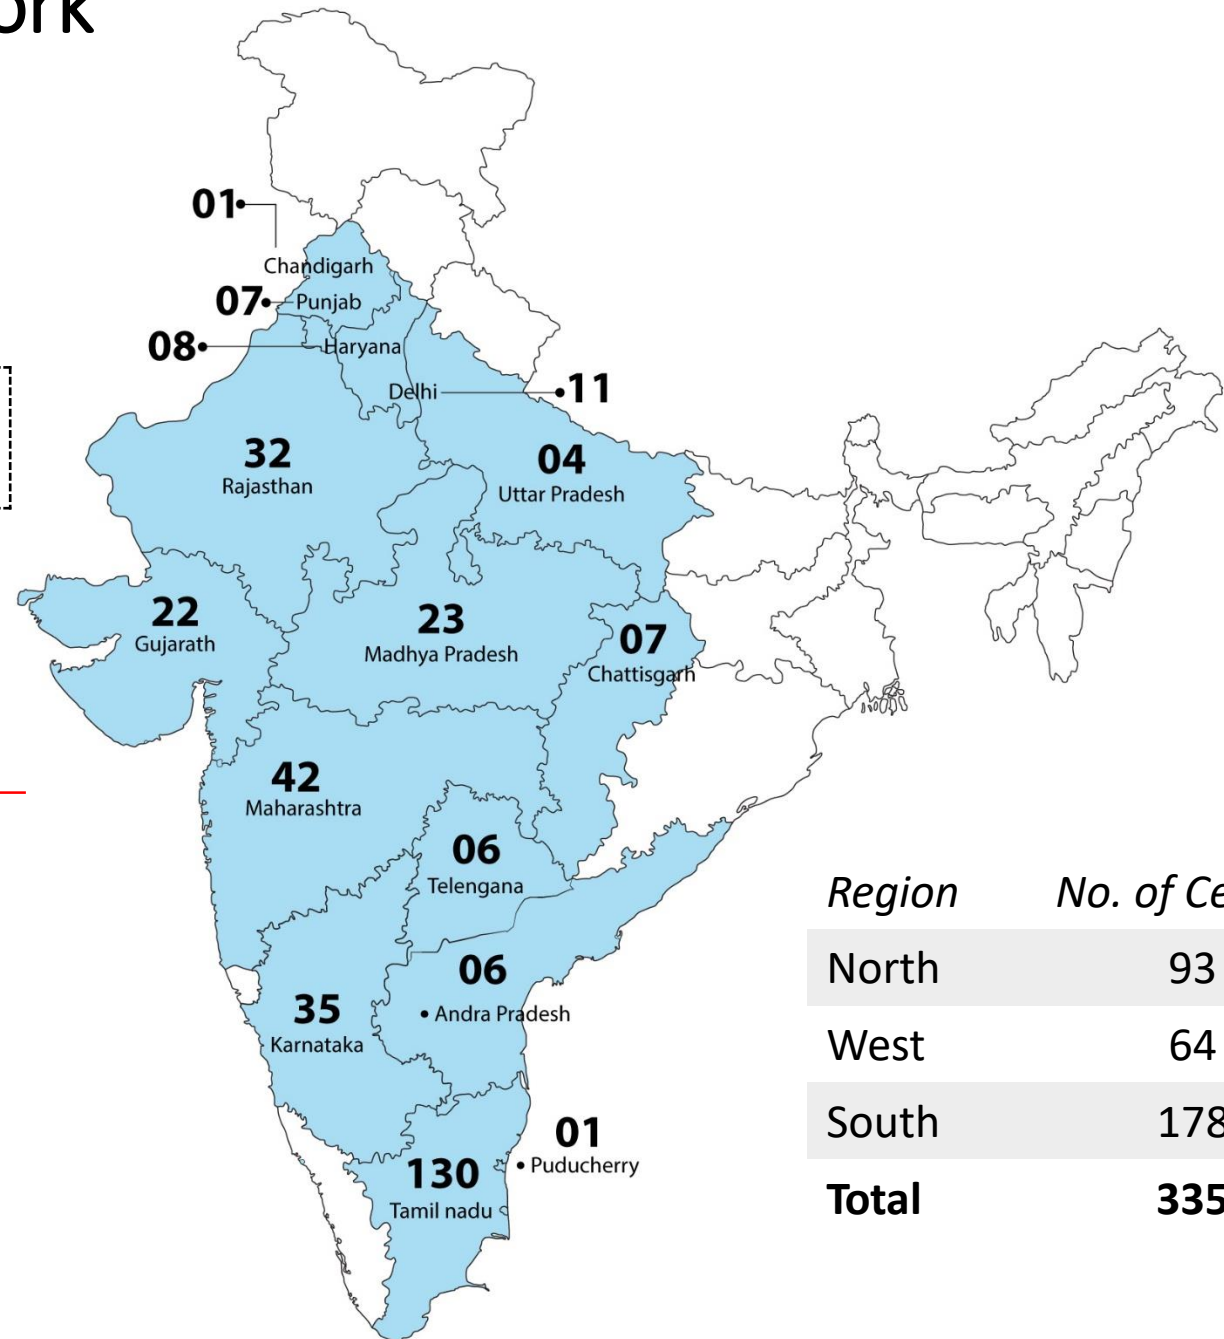 ork
01
Chandigarh
07 Punjab
08 Haryana
Delhi 11
32
Rajasthan
04
Uttar Pradesh
22
Gujarath
23
Madhya Pradesh
07
Chattisgarh
42
Maharashtra
06
Telengana
06
Andra Pradesh
35
Karnataka
01
Puducherry
130
Tamil nadu
Region No. of Ce
North 93
West 64
South 178
Total 335